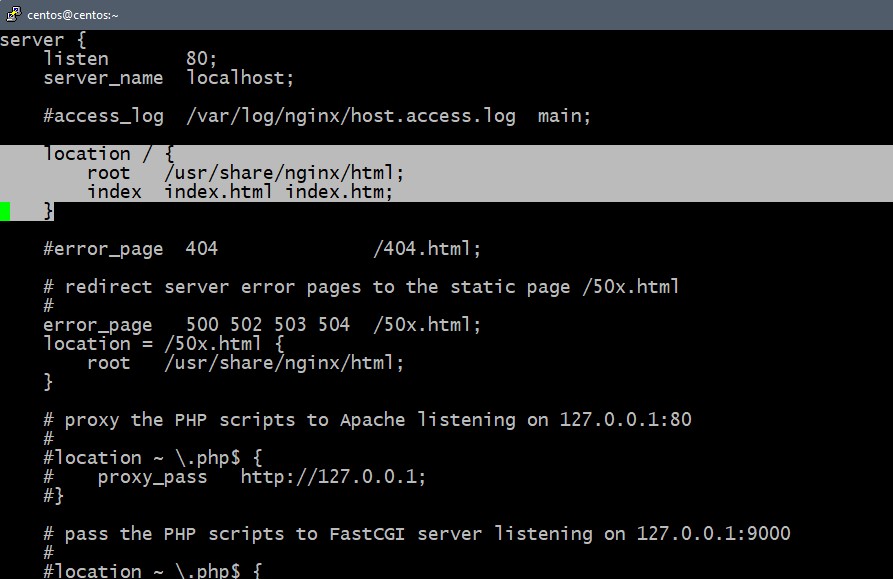 centos@centos:~
server {
    listen       80;
    server_name  localhost;
    #access_log  /var/log/nginx/host.access.log  main;
    location / {
        root   /usr/share/nginx/html;
        index  index.html index.htm;
    }
    #error_page  404              /404.html;
    # redirect server error pages to the static page /50x.html
    #
    error_page   500 502 503 504  /50x.html;
    location = /50x.html {
        root   /usr/share/nginx/html;
    }
    # proxy the PHP scripts to Apache listening on 127.0.0.1:80
    #
    #location ~ \.php$ {
    #    proxy_pass   http://127.0.0.1;
    #}
    # pass the PHP scripts to FastCGI server listening on 127.0.0.1:9000
    #
    #location ~ \.php$ {